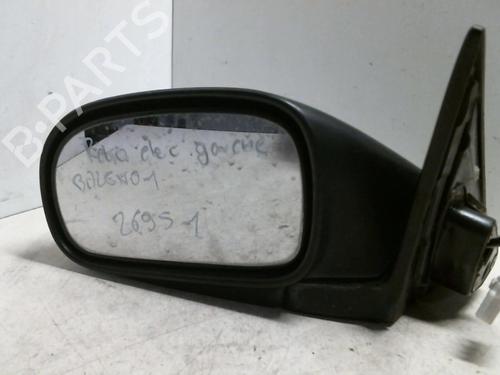 B-PARTS
Retro elec gauche
BALENO 1
2695-1